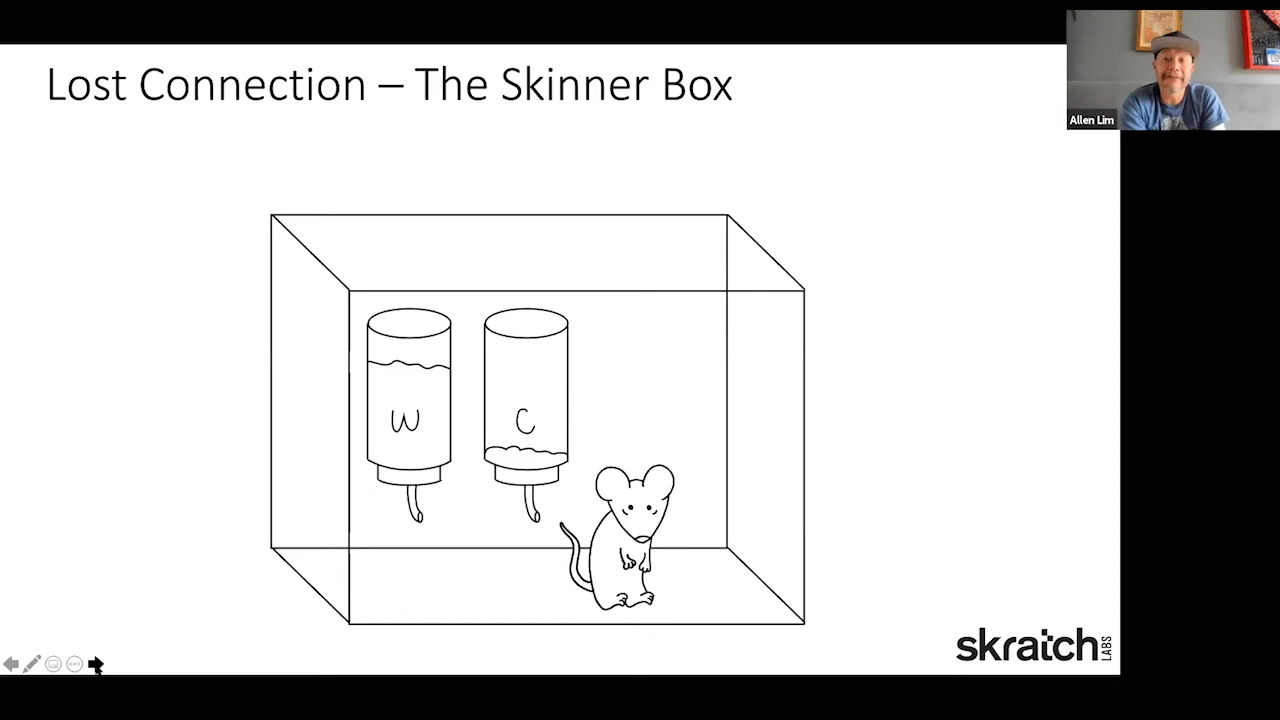 Lost Connection – The Skinner Box
Allen Lim
W
C
skratch
LABS